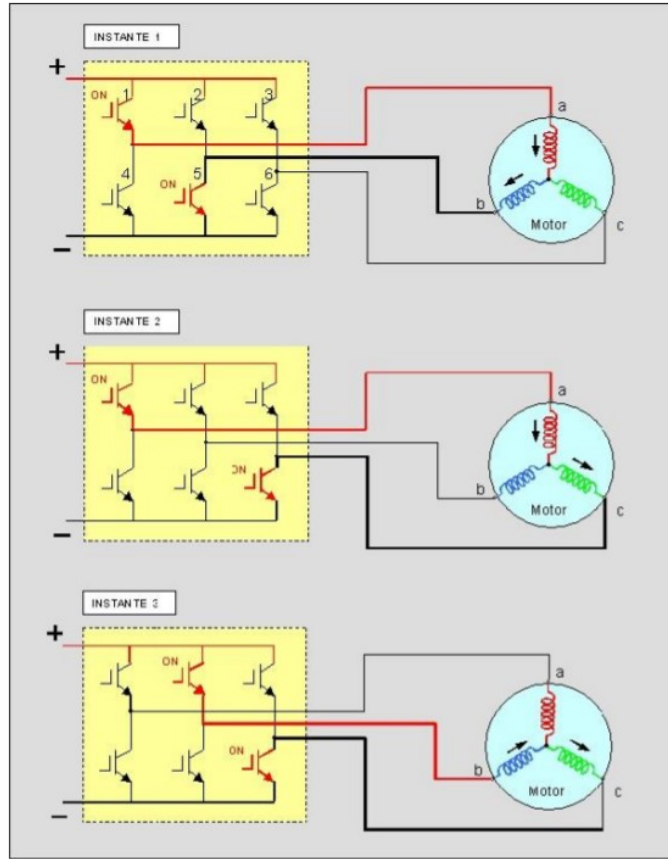 INSTANTE 1
+
1
2
3
ON
a
4
5
6
ON
b
Motor
c
−
INSTANTE 2
+
ON
a
ON
b
Motor
c
−
INSTANTE 3
+
ON
a
ON
b
Motor
c
−